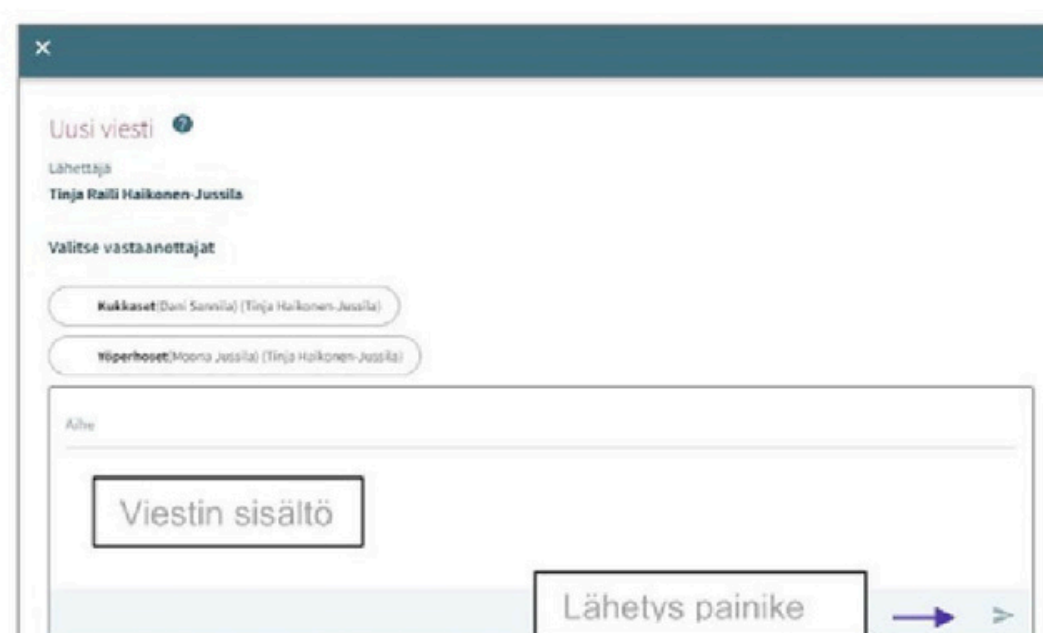 Uusi viesti ?
Lähettäjä
Tinja Raili Haikonen-Jussila
Valitse vastaanottajat
Kukkaset(Dani Sannila) (Tinja Haikonen-Jussila)
Yöperhoset(Moona Jussila) (Tinja Haikonen-Jussila)
Aihe
Viestin sisältö
Lähetys painike